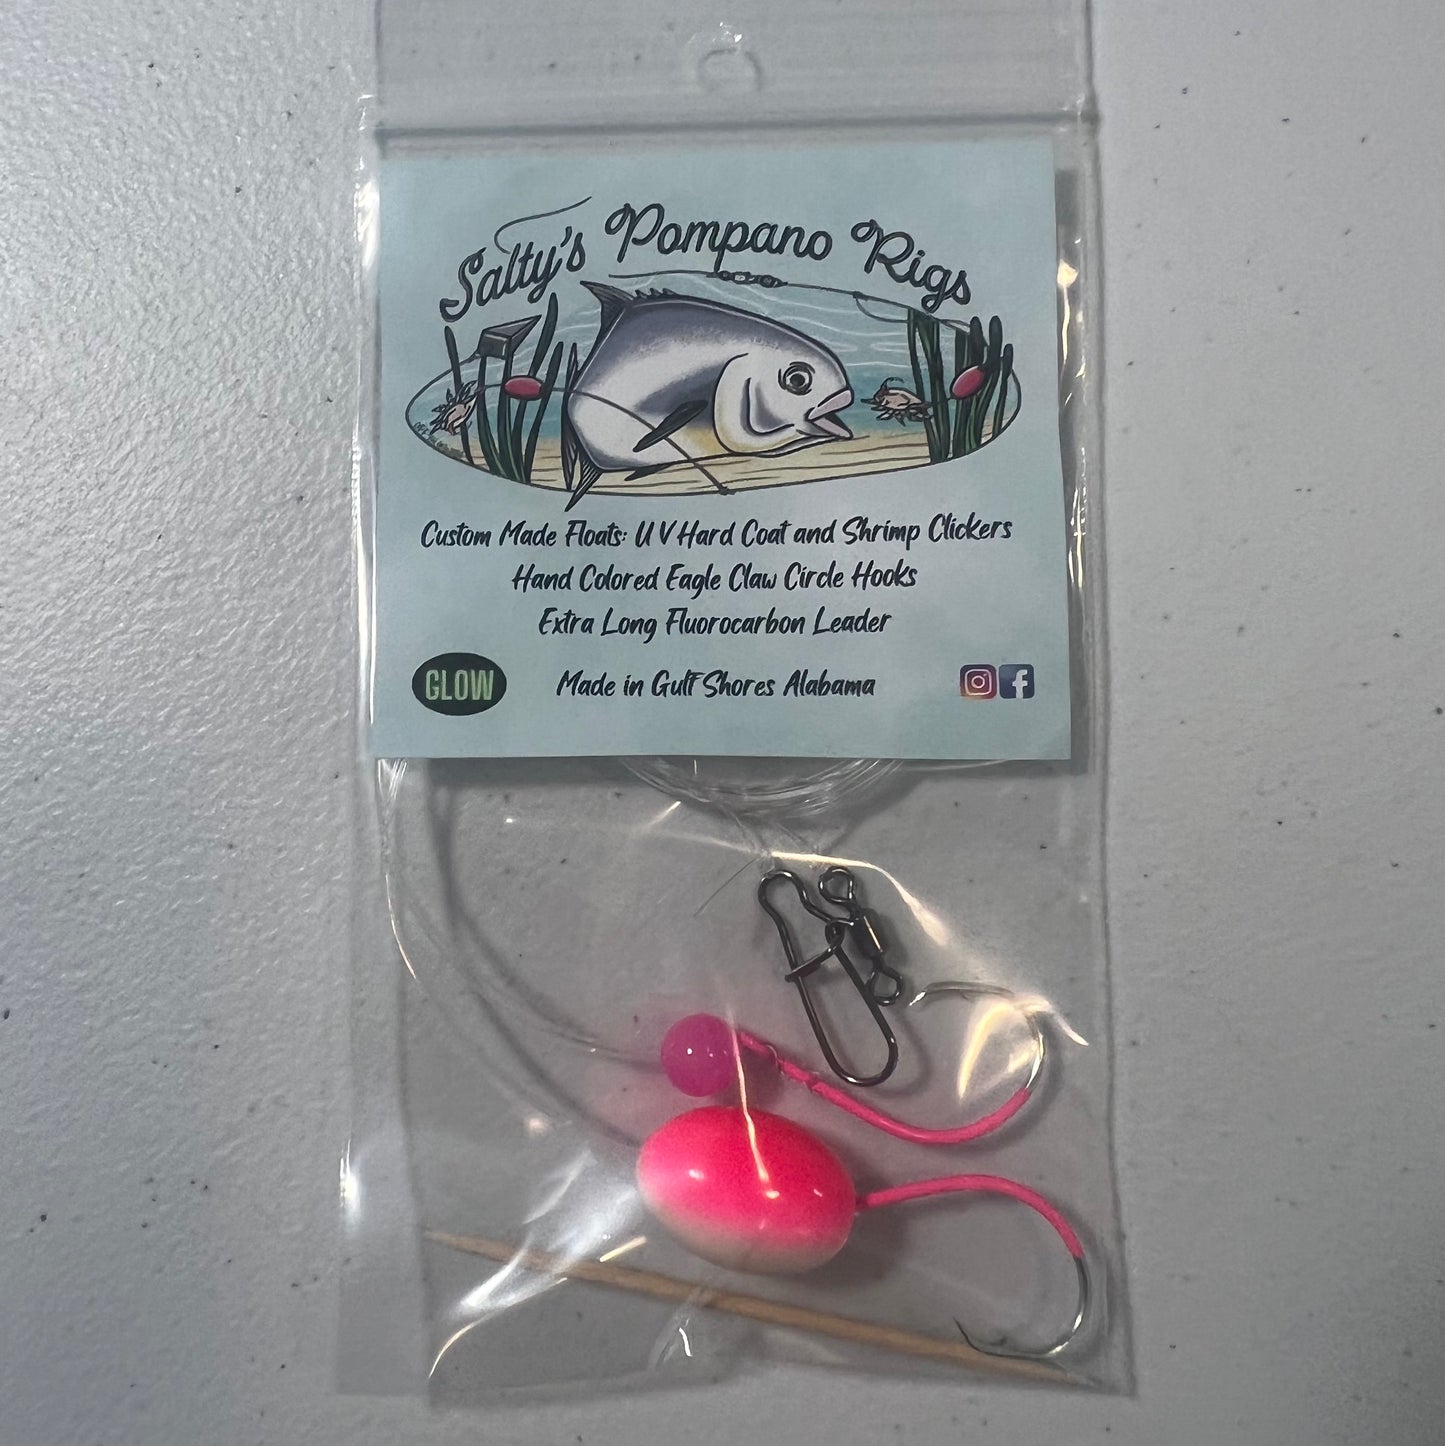 Salty's Pompano Rigs
Custom Made Floats: UV Hard Coat and Shrimp Clickers
Hand Colored Eagle Claw Circle Hooks
Extra Long Fluorocarbon Leader
GLOW
Made in Gulf Shores Alabama